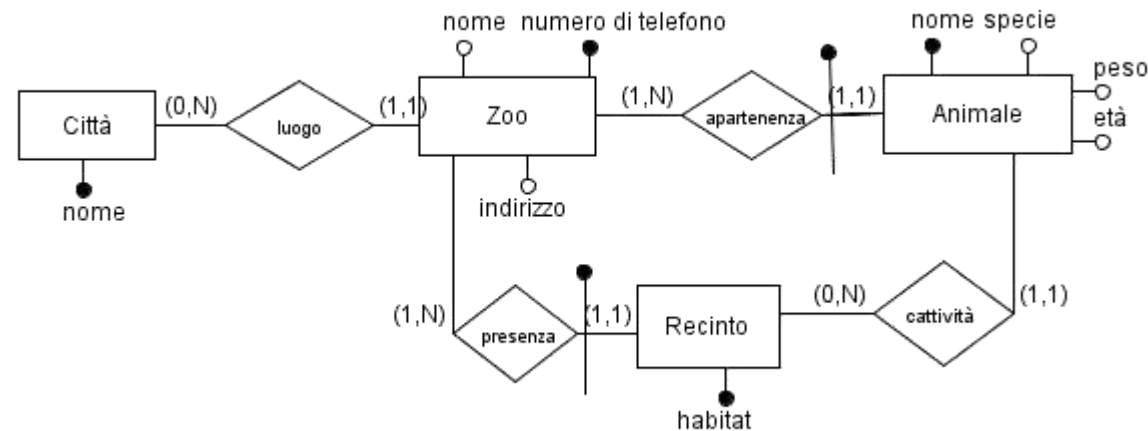 nome numero di telefono
nome specie
peso
età
Città
(0,N)
luogo
(1,1)
Zoo
(1,N)
apartenenza
(1,1)
Animale
nome
indirizzo
(1,N)
presenza
(1,1)
Recinto
(0,N)
cattività
(1,1)
habitat